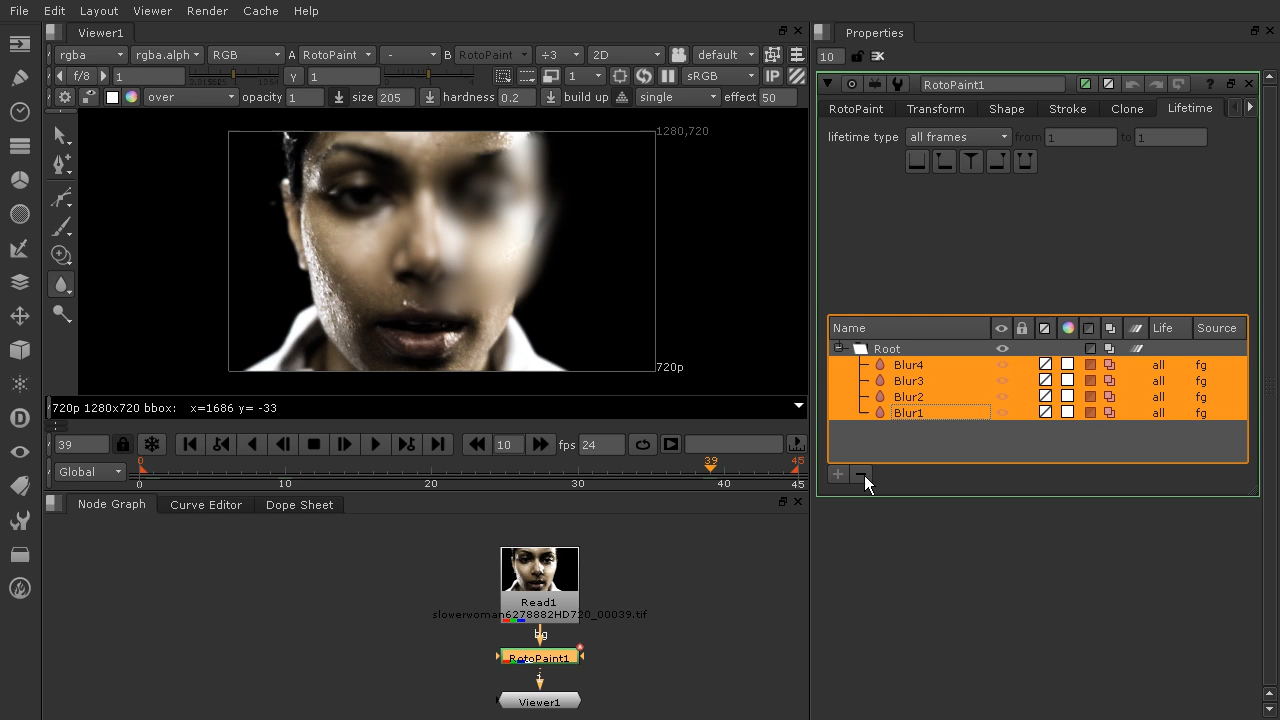 File Edit Layout Viewer Render Cache Help
Viewer1
Properties
rgba rgba.alph RGB A RotoPaint - B RotoPaint ÷3 2D default
10
f/8 1 Y 1 1 sRGB IP
RotoPaint1 ?
over opacity 1 size 205 hardness 0.2 build up single effect 50
RotoPaint Transform Shape Stroke Clone Lifetime
1280,720
lifetime type all frames from 1 to 1
Name Life Source
Root
Blur4 all fg
720p
Blur3 all fg
Blur2 all fg
720p 1280x720 bbox: x=1686 y= -33
Blur1 all fg
39 10 fps 24
Global 0 39 45
0 10 20 30 40 45
Node Graph Curve Editor Dope Sheet
Read1
slowerwoman6278882HD720_00039.tif
bg
RotoPaint1
Viewer1